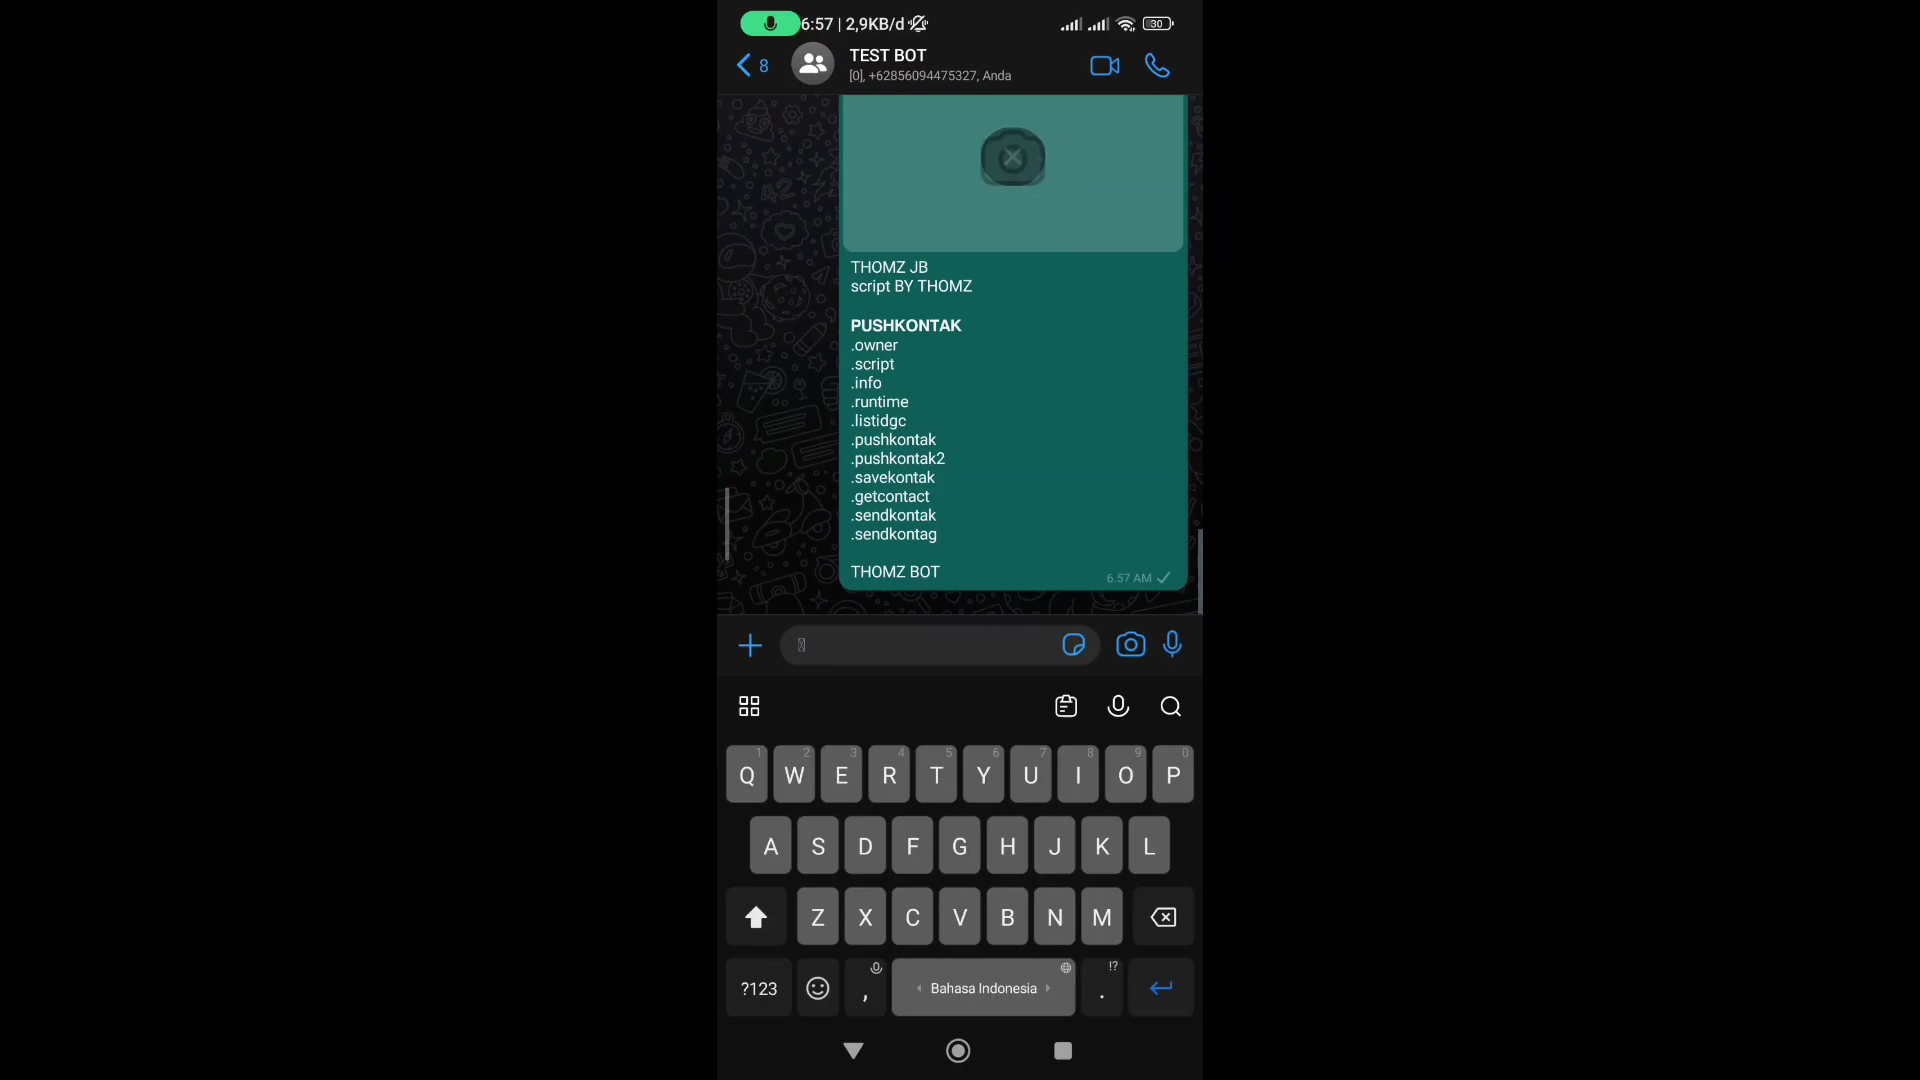 6:57 | 2,9KB/d
30
8
TEST BOT
[0], +62856094475327, Anda
THOMZ JB
script BY THOMZ
PUSHKONTAK
.owner
.script
.info
.runtime
.listidgc
.pushkontak
.pushkontak2
.savekontak
.getcontact
.sendkontak
.sendkontag
THOMZ BOT
6.57 AM
1 2 3 4 5 6 7 8 9 0
Q W E R T Y U I O P
A S D F G H J K L
Z X C V B N M
!?
?123 , Bahasa Indonesia .